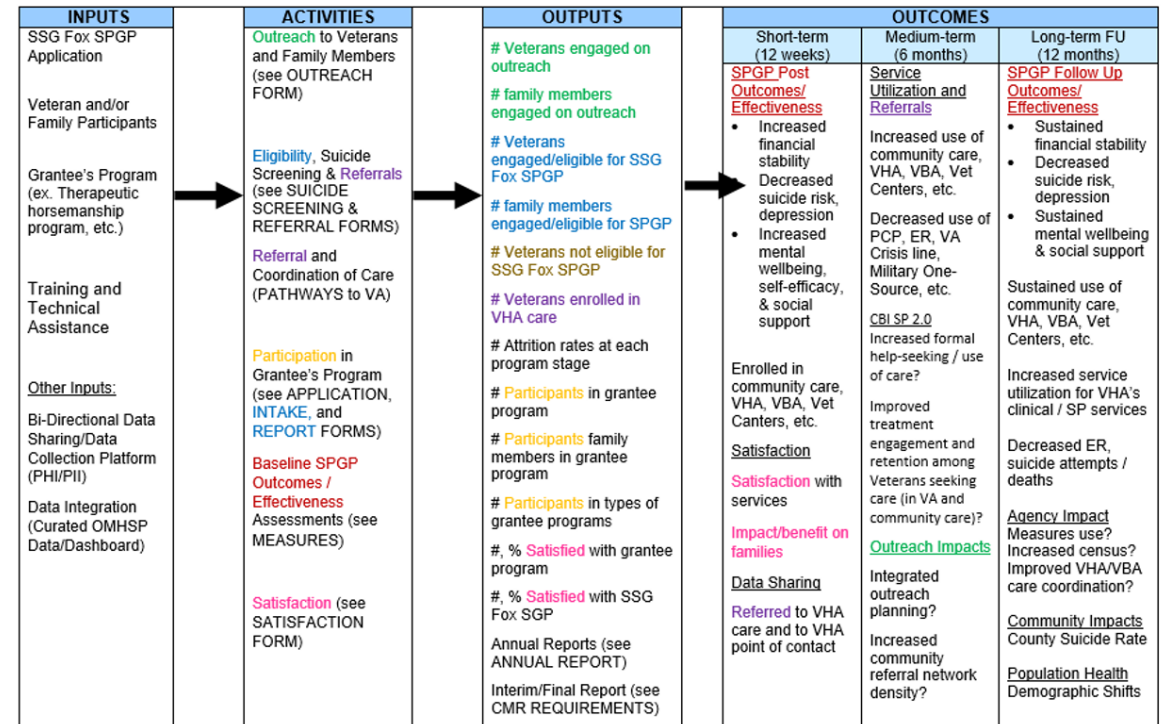 INPUTS
SSG Fox SPGP
Application
Veteran and/or
Family Participants
Grantee's Program
(ex. Therapeutic
horsemanship
program, etc.)
Training and
Technical
Assistance
Other Inputs:
Bi-Directional Data
Sharing/Data
Collection Platform
(PHI/PII)
Data Integration
(Curated OMHSP
Data/Dashboard)
ACTIVITIES
Outreach to Veterans
and Family Members
(see OUTREACH
FORM)
Eligibility, Suicide
Screening & Referrals
(see SUICIDE
SCREENING &
REFERRAL FORMS)
Referral and
Coordination of Care
(PATHWAYS to VA)
Participation in
Grantee's Program
(see APPLICATION,
INTAKE, and
REPORT FORMS)
Baseline SPGP
Outcomes /
Effectiveness
Assessments (see
MEASURES)
Satisfaction (see
SATISFACTION
FORM)
OUTPUTS
# Veterans engaged on
outreach
# family members
engaged on outreach
# Veterans
engaged/eligible for SSG
Fox SPGP
# family members
engaged/eligible for SPGP
# Veterans not eligible for
SSG Fox SPGP
# Veterans enrolled in
VHA care
# Attrition rates at each
program stage
# Participants in grantee
program
# Participants family
members in grantee
program
# Participants in types of
grantee programs
#, % Satisfied with grantee
program
#, % Satisfied with SSG
Fox SGP
Annual Reports (see
ANNUAL REPORT)
Interim/Final Report (see
CMR REQUIREMENTS)
OUTCOMES
Short-term
(12 weeks)
SPGP Post
Outcomes/
Effectiveness
• Increased
financial
stability
Decreased
suicide risk,
depression
• Increased
mental
wellbeing,
self-efficacy,
& social
support
Enrolled in
community care,
VHA, VBA, Vet
Canters, etc.
Satisfaction
Satisfaction with
services
Impact/benefit on
families
Data Sharing
Referred to VHA
care and to VHA
point of contact
Medium-term
(6 months)
Service
Utilization and
Referrals
Increased use of
community care,
VHA, VBA, Vet
Centers, etc.
Decreased use of
PCP, ER, VA
Crisis line,
Military One-
Source, etc.
CBI SP 2.0
Increased formal
help-seeking / use
of care?
Improved
treatment
engagement and
retention among
Veterans seeking
care (in VA and
community care)?
Outreach Impacts
Integrated
outreach
planning?
Increased
community
referral network
density?
Long-term FU
(12 months)
SPGP Follow Up
Outcomes/
Effectiveness
• Sustained
financial stability
• Decreased
suicide risk,
depression
• Sustained
mental wellbeing
& social support
Sustained use of
community care,
VHA, VBA, Vet
Centers, etc.
Increased service
utilization for VHA's
clinical / SP services
Decreased ER,
suicide attempts /
deaths
Agency Impact
Measures use?
Increased census?
Improved VHA/VBA
care coordination?
Community Impacts
County Suicide Rate
Population Health
Demographic Shifts